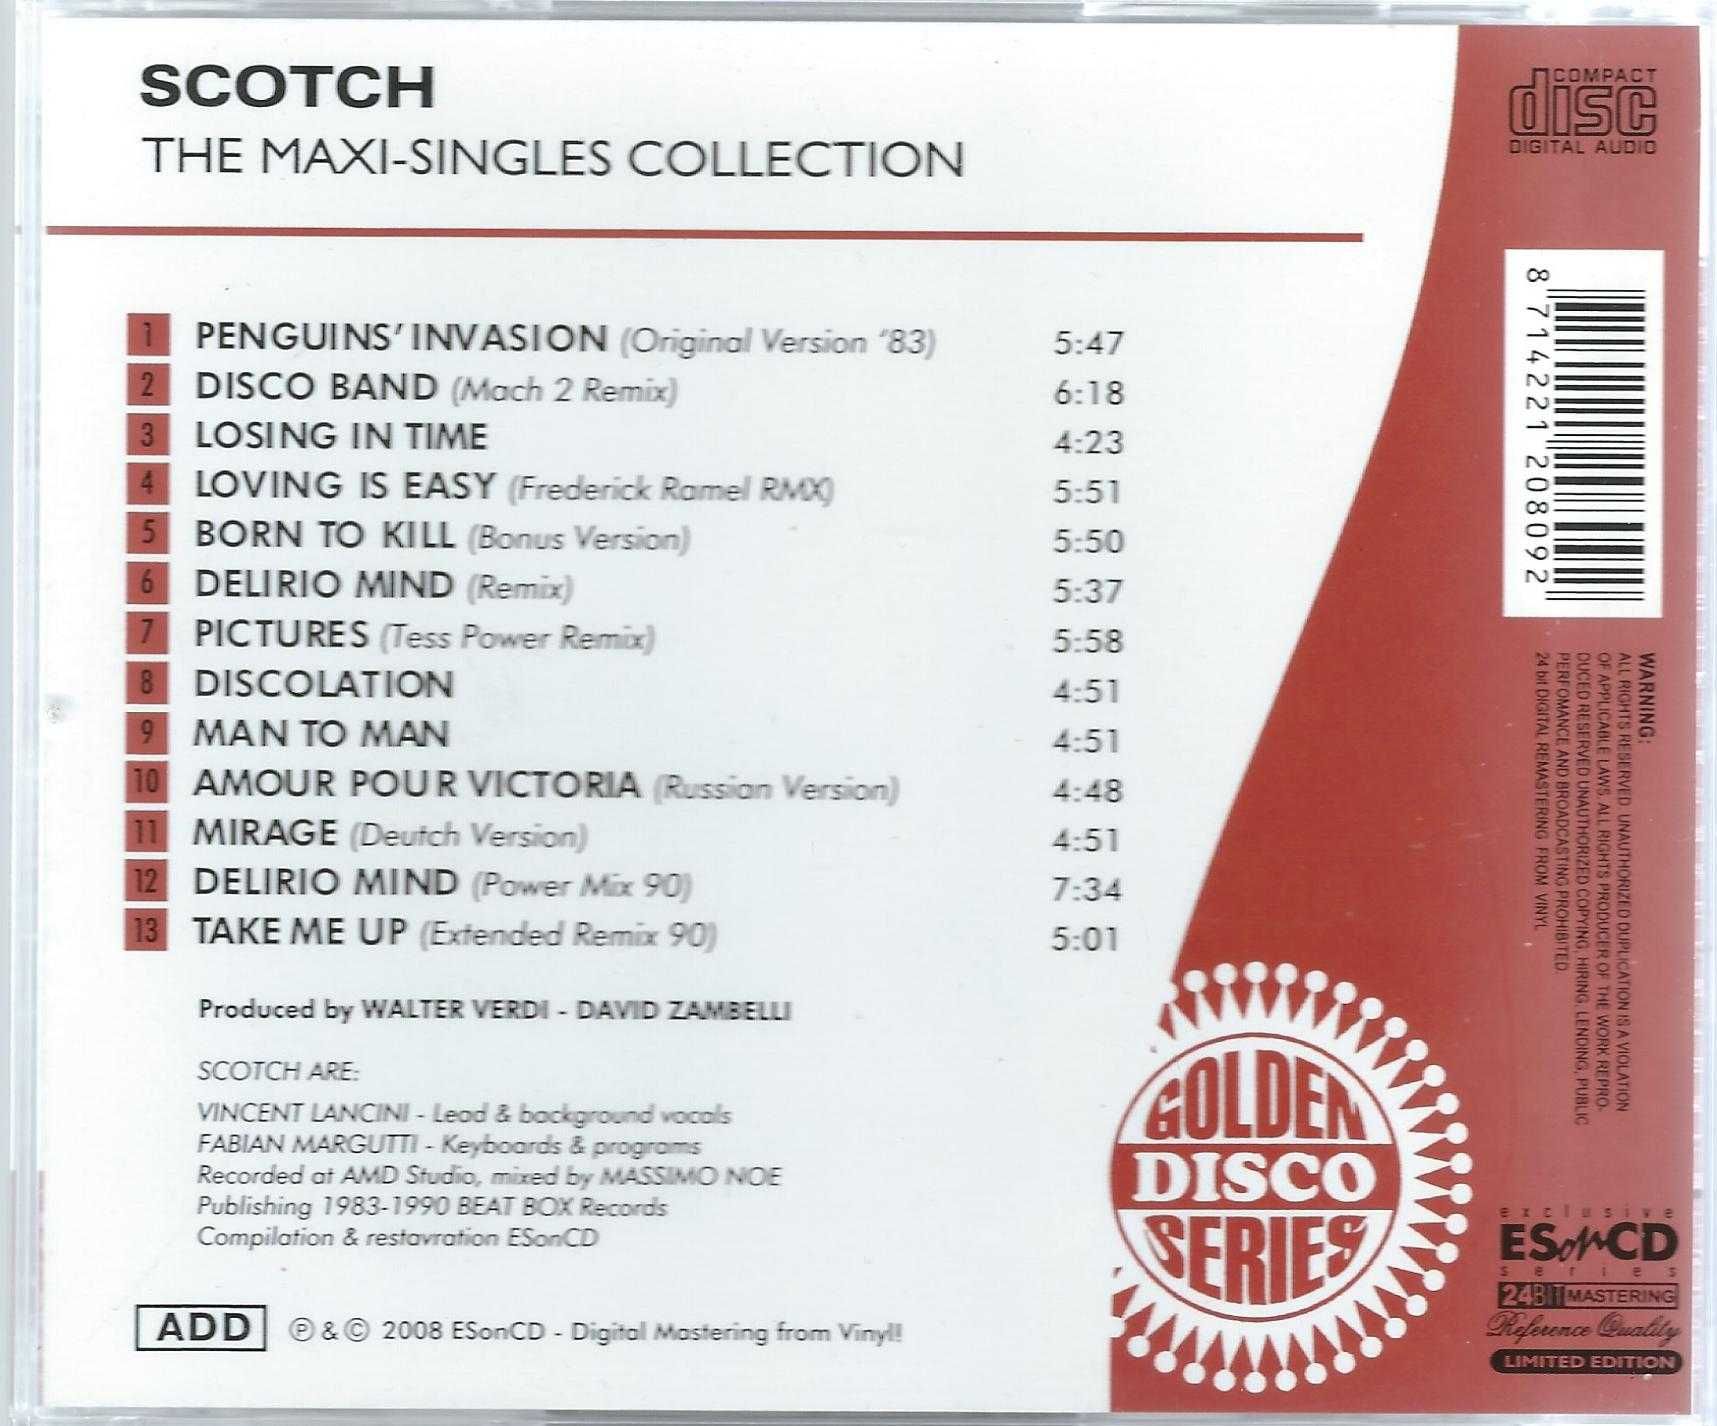 SCOTCH
THE MAXI-SINGLES COLLECTION
COMPACT
disc
DIGITAL AUDIO
1 PENGUINS' INVASION (Original Version '83) 5:47
2 DISCO BAND (Mach 2 Remix) 6:18
3 LOSING IN TIME 4:23
4 LOVING IS EASY (Frederick Ramel RMX) 5:51
5 BORN TO KILL (Bonus Version) 5:50
6 DELIRIO MIND (Remix) 5:37
7 PICTURES (Tess Power Remix) 5:58
8 DISCOLATION 4:51
9 MAN TO MAN 4:51
10 AMOUR POUR VICTORIA (Russian Version) 4:48
11 MIRAGE (Deutch Version) 4:51
12 DELIRIO MIND (Power Mix 90) 7:34
13 TAKE ME UP (Extended Remix 90) 5:01
Produced by WALTER VERDI - DAVID ZAMBELLI
SCOTCH ARE:
VINCENT LANCINI - Lead & background vocals
FABIAN MARGUTTI - Keyboards & programs
Recorded at AMD Studio, mixed by MASSIMO NOE
Publishing 1983-1990 BEAT BOX Records
Compilation & restavration ESonCD
ADD ℗ & © 2008 ESonCD - Digital Mastering from Vinyl!
8 714221 208092
WARNING:
ALL RIGHTS RESERVED UNAUTHORIZED DUPLICATION IS A VIOLATION
OF APPLICABLE LAWS. ALL RIGHTS PRODUCER OF THE WORK REPRO-
DUCED RESERVED UNAUTHORIZED COPYING, HIRING, LENDING, PUBLIC
PERFOMANCE AND BROADCASTING PROHIBITED.
24 bit DIGITAL REMASTERING FROM VINYL
GOLDEN
DISCO
SERIES
exclusive
ESonCD
series
24BIT MASTERING
Reference Quality
LIMITED EDITION